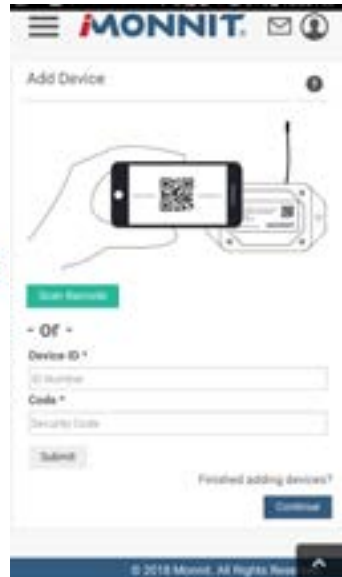 MONNIT
Add Device
Scan Barcode
- or -
Device ID *
ID Number
Code *
Security Code
Submit
Finished adding devices?
Continue
© 2018 Monnit. All Rights